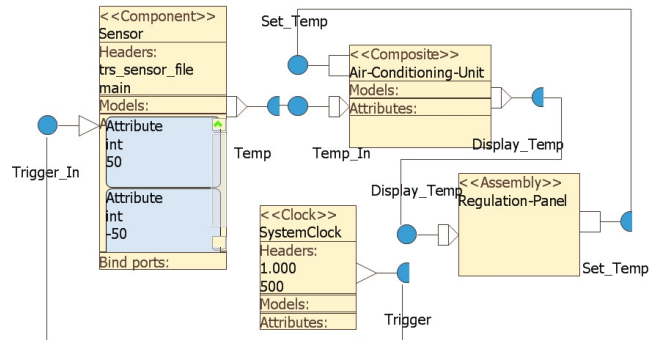 <<Component>>
Sensor
Headers:
trs_sensor_file
main
Models:
A
Attribute
int
50
Attribute
int
-50
Bind ports:
Trigger_In
Temp
Set_Temp
Temp_In
<<Composite>>
Air-Conditioning-Unit
Models:
Attributes:
Display_Temp
Display_Temp
<<Assembly>>
Regulation-Panel
Set_Temp
<<Clock>>
SystemClock
Headers:
1.000
500
Models:
Attributes:
Trigger